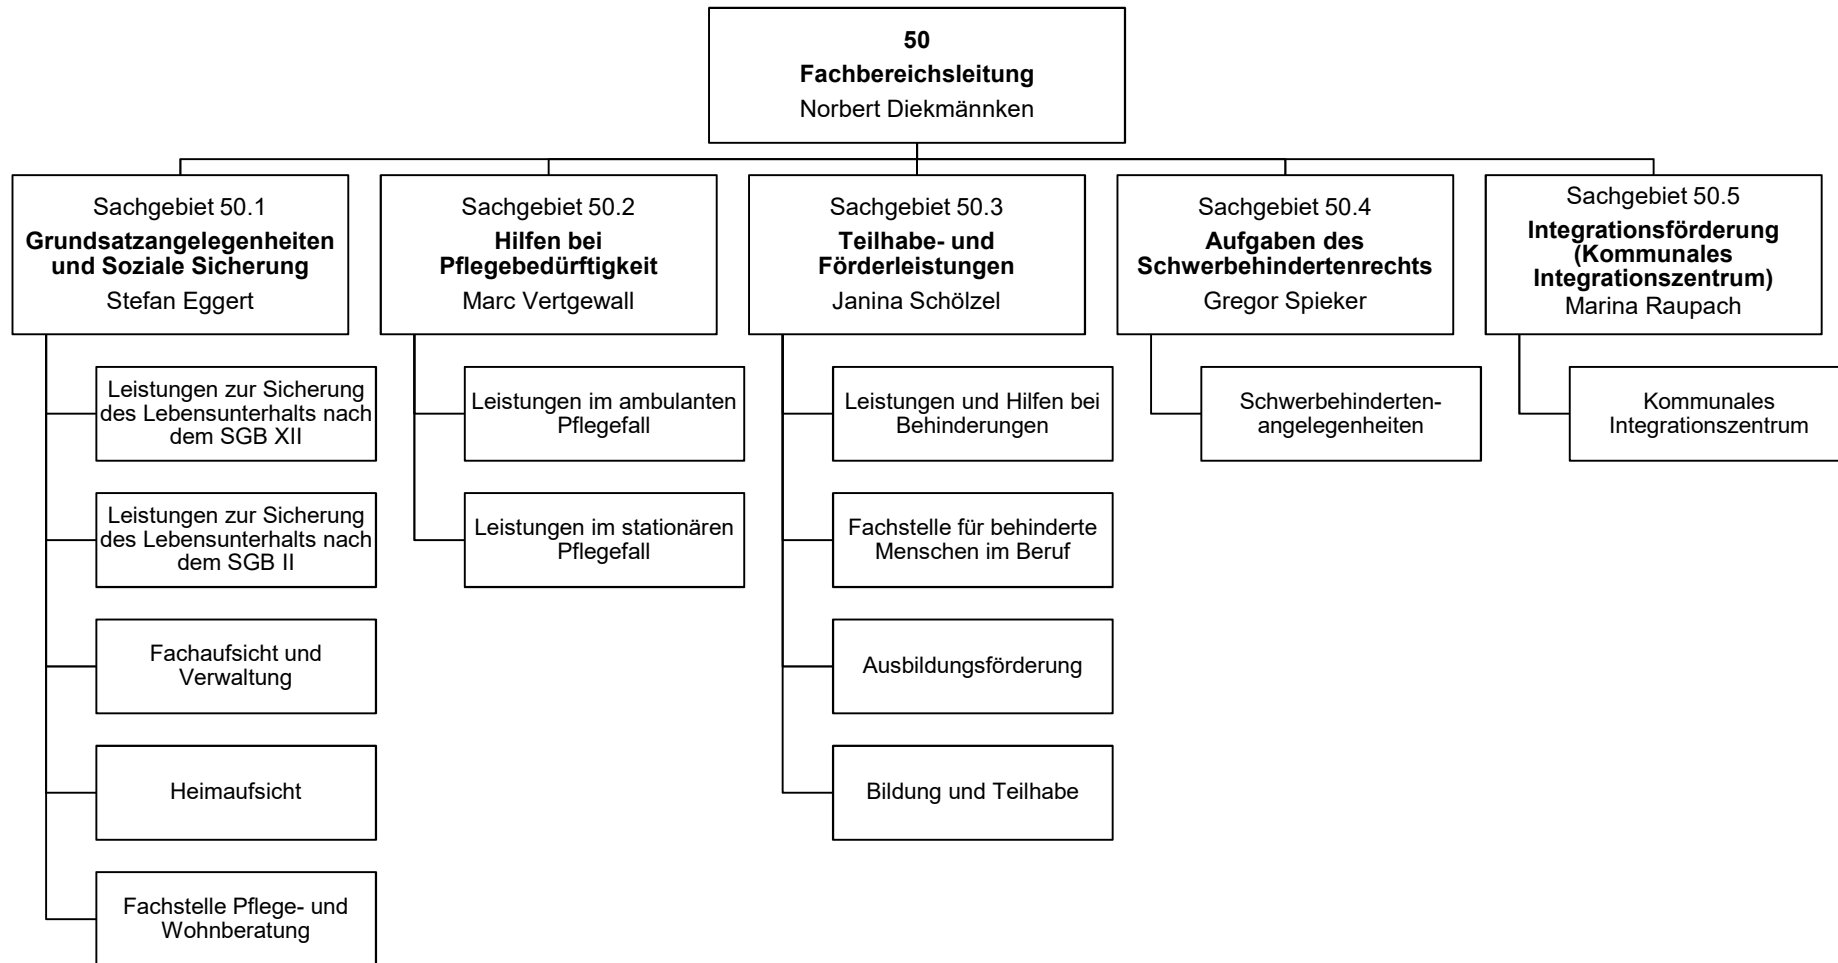 50
Fachbereichsleitung
Norbert Diekmännken
Sachgebiet 50.1
Grundsatzangelegenheiten
und Soziale Sicherung
Stefan Eggert
Leistungen zur Sicherung
des Lebensunterhalts nach
dem SGB XII
Leistungen zur Sicherung
des Lebensunterhalts nach
dem SGB II
Fachaufsicht und
Verwaltung
Heimaufsicht
Fachstelle Pflege- und
Wohnberatung
Sachgebiet 50.2
Hilfen bei
Pflegebedürftigkeit
Marc Vertgewall
Leistungen im ambulanten
Pflegefall
Leistungen im stationären
Pflegefall
Sachgebiet 50.3
Teilhabe- und
Förderleistungen
Janina Schölzel
Leistungen und Hilfen bei
Behinderungen
Fachstelle für behinderte
Menschen im Beruf
Ausbildungsförderung
Bildung und Teilhabe
Sachgebiet 50.4
Aufgaben des
Schwerbehindertenrechts
Gregor Spieker
Schwerbehinderten-
angelegenheiten
Sachgebiet 50.5
Integrationsförderung
(Kommunales
Integrationszentrum)
Marina Raupach
Kommunales
Integrationszentrum